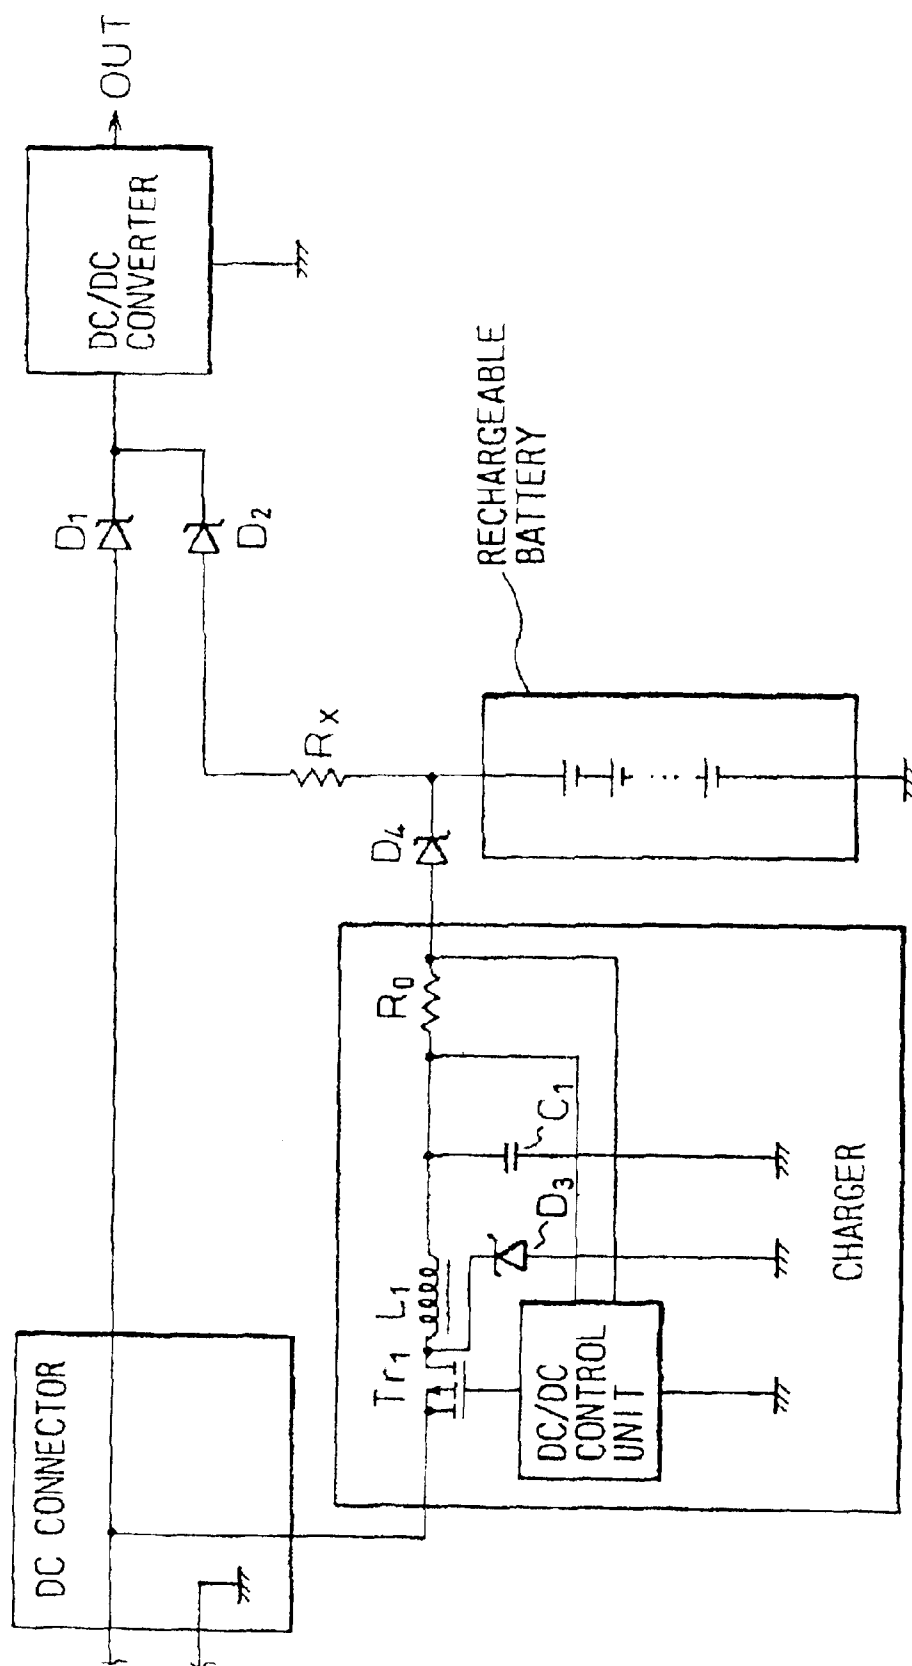 DC CONNECTOR
D1
DC/DC
CONVERTER
OUT
D2
Rx
Tr1
L1
R0
D4
RECHARGEABLE
BATTERY
D3
C1
DC/DC
CONTROL
UNIT
CHARGER